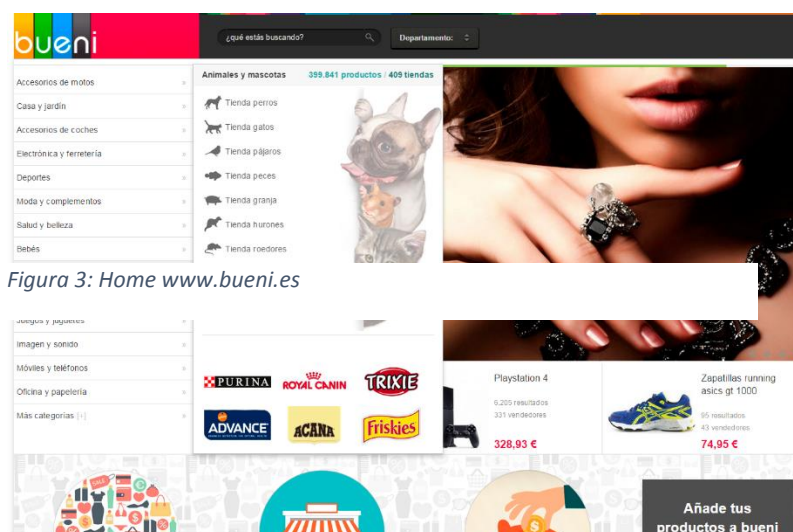 bueni
¿qué estás buscando?
Departamento:
Accesorios de motos
Casa y jardín
Accesorios de coches
Electrónica y ferretería
Deportes
Moda y complementos
Salud y belleza
Bebés
Animales y mascotas 399.841 productos / 409 tiendas
Tienda perros
Tienda gatos
Tienda pájaros
Tienda peces
Tienda granja
Tienda hurones
Tienda roedores
Figura 3: Home www.bueni.es
Juegos y juguetes
Imagen y sonido
Móviles y teléfonos
Oficina y papelería
Más categorías [+]
PURINA ROYAL CANIN TRIXIE
ADVANCE ACANA Friskies
Playstation 4
6.205 resultados
331 vendedores
328,93 €
Zapatillas running
asics gt 1000
95 resultados
43 vendedores
74,95 €
SALE
Añade tus
productos a bueni